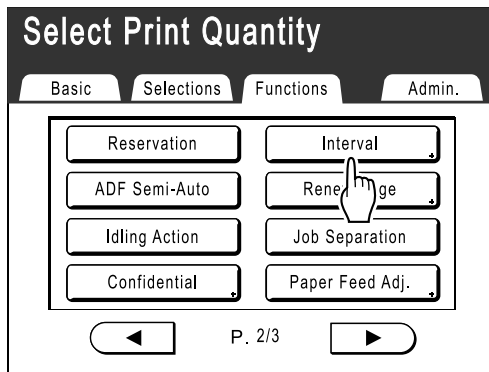 Select Print Quantity
Basic Selections Functions Admin.
Reservation Interval
ADF Semi-Auto
Idling Action Job Separation
Confidential Paper Feed Adj.
P. 2/3